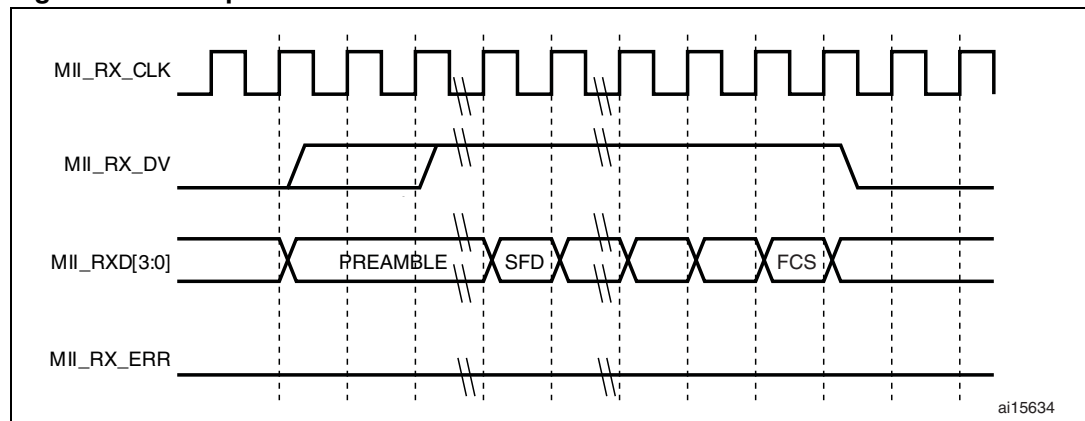 MII_RX_CLK
MII_RX_DV
MII_RXD[3:0]
PREAMBLE
SFD
FCS
MII_RX_ERR
ai15634